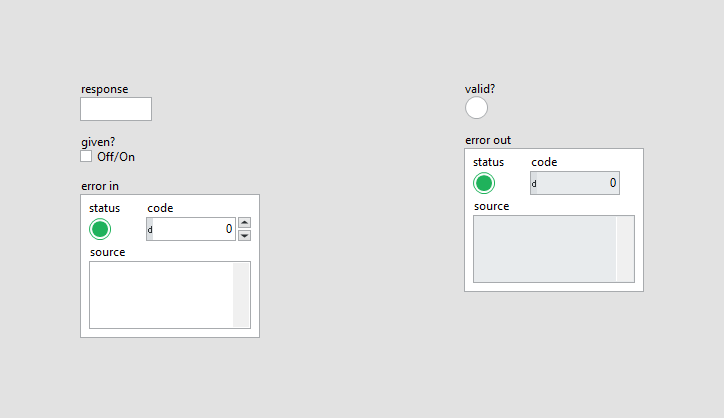 response
given?
Off/On
error in
status code
d 0
source
valid?
error out
status code
d 0
source